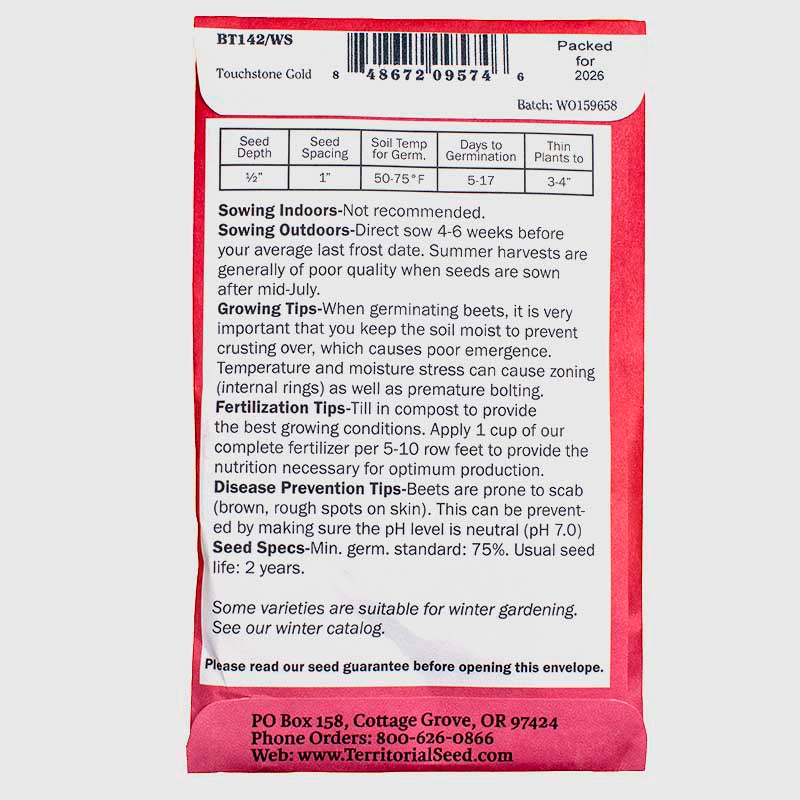 BT142/WS
Touchstone Gold
8 48672 09574 6
Packed
for
2026
Batch: WO159658
Seed Depth
Seed Spacing
Soil Temp for Germ.
Days to Germination
Thin Plants to
½"
1"
50-75°F
5-17
3-4"
Sowing Indoors-Not recommended.
Sowing Outdoors-Direct sow 4-6 weeks before
your average last frost date. Summer harvests are
generally of poor quality when seeds are sown
after mid-July.
Growing Tips-When germinating beets, it is very
important that you keep the soil moist to prevent
crusting over, which causes poor emergence.
Temperature and moisture stress can cause zoning
(internal rings) as well as premature bolting.
Fertilization Tips-Till in compost to provide
the best growing conditions. Apply 1 cup of our
complete fertilizer per 5-10 row feet to provide the
nutrition necessary for optimum production.
Disease Prevention Tips-Beets are prone to scab
(brown, rough spots on skin). This can be prevent-
ed by making sure the pH level is neutral (pH 7.0)
Seed Specs-Min. germ. standard: 75%. Usual seed
life: 2 years.
Some varieties are suitable for winter gardening.
See our winter catalog.
Please read our seed guarantee before opening this envelope.
PO Box 158, Cottage Grove, OR 97424
Phone Orders: 800-626-0866
Web: www.TerritorialSeed.com